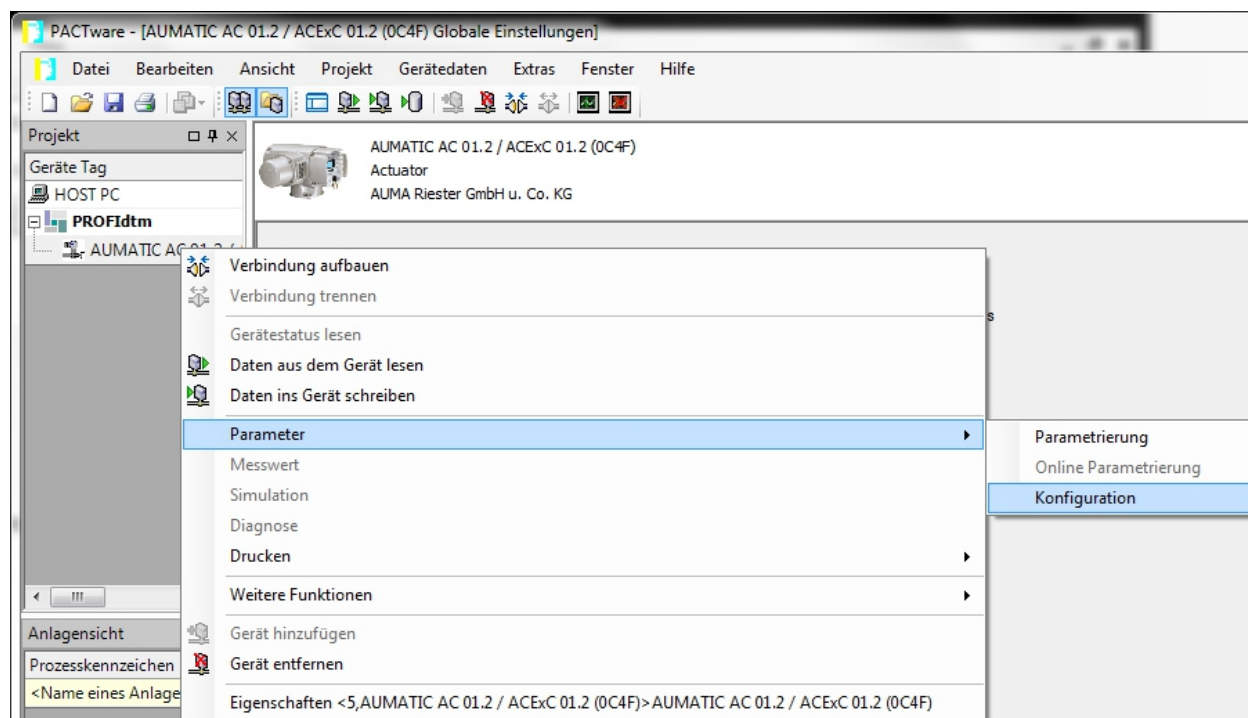 PACTware - [AUMATIC AC 01.2 / ACExC 01.2 (0C4F) Globale Einstellungen]
Datei Bearbeiten Ansicht Projekt Gerätedaten Extras Fenster Hilfe
Projekt
Geräte Tag
HOST PC
PROFIdtm
AUMATIC AC 01.2 /
AUMATIC AC 01.2 / ACExC 01.2 (0C4F)
Actuator
AUMA Riester GmbH u. Co. KG
Verbindung aufbauen
Verbindung trennen
s
Gerätestatus lesen
Daten aus dem Gerät lesen
Daten ins Gerät schreiben
Parameter
Messwert
Simulation
Diagnose
Drucken
Weitere Funktionen
Gerät hinzufügen
Gerät entfernen
Eigenschaften <5,AUMATIC AC 01.2 / ACExC 01.2 (0C4F)>AUMATIC AC 01.2 / ACExC 01.2 (0C4F)
Parametrierung
Online Parametrierung
Konfiguration
Anlagensicht
Prozesskennzeichen
<Name eines Anlage